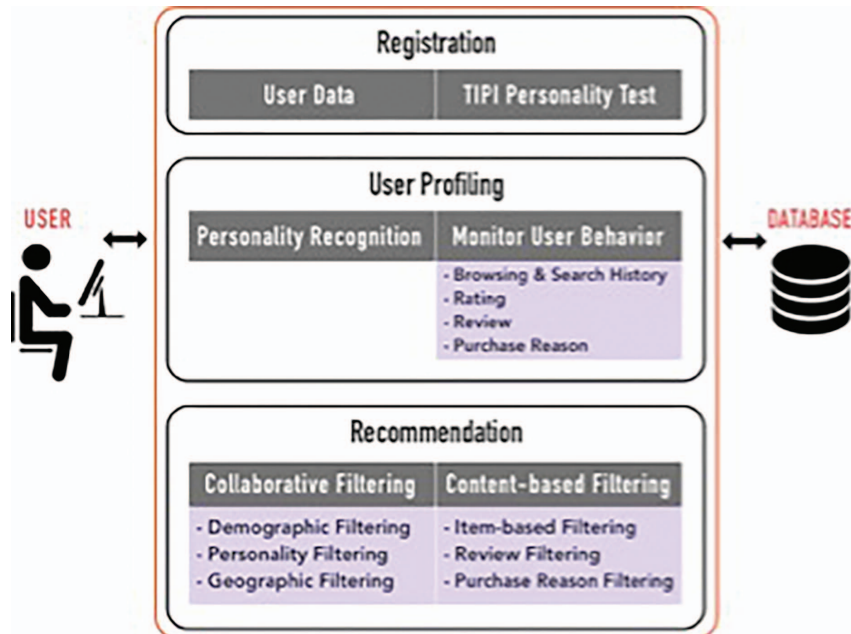 Registration
User Data
TIPI Personality Test
User Profiling
USER
DATABASE
Personality Recognition
Monitor User Behavior
- Browsing & Search History
- Rating
- Review
- Purchase Reason
Recommendation
Collaborative Filtering
Content-based Filtering
- Demographic Filtering
- Personality Filtering
- Geographic Filtering
- Item-based Filtering
- Review Filtering
- Purchase Reason Filtering